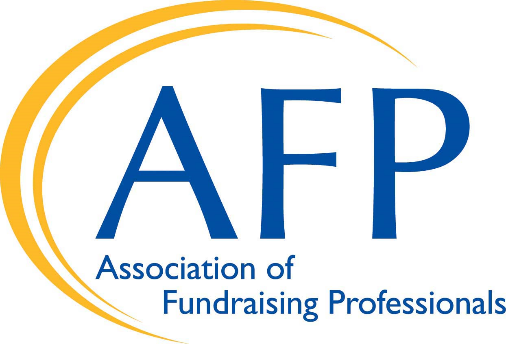 AFP
Association of
Fundraising Professionals